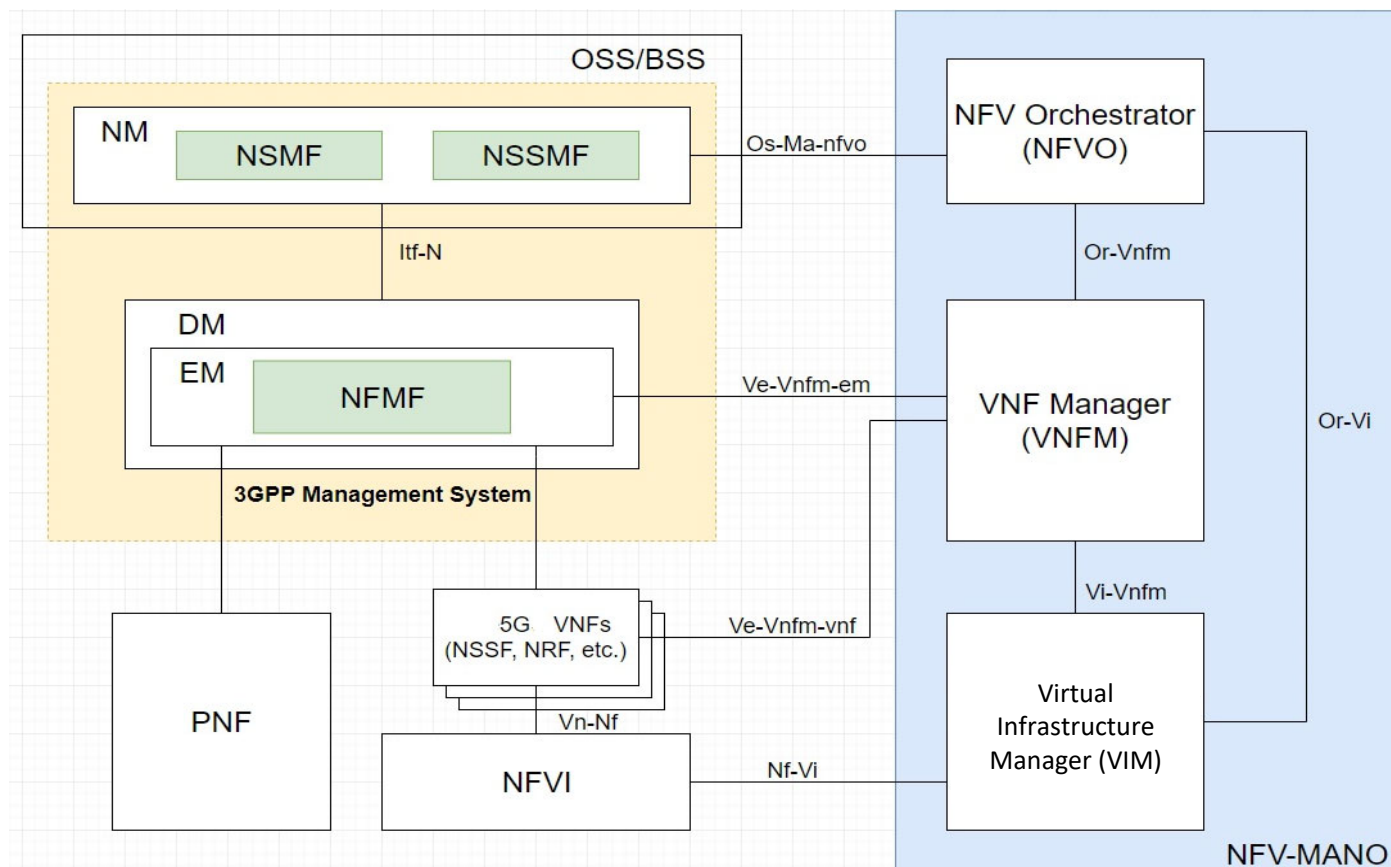 OSS/BSS
NM
NSMF
NSSMF
Os-Ma-nfvo
NFV Orchestrator
(NFVO)
Itf-N
Or-Vnfm
DM
EM
NFMF
Ve-Vnfm-em
VNF Manager
(VNFM)
Or-Vi
3GPP Management System
Vi-Vnfm
5G VNFs
(NSSF, NRF, etc.)
Ve-Vnfm-vnf
PNF
Vn-Nf
Virtual
Infrastructure
Manager (VIM)
NFVI
Nf-Vi
NFV-MANO